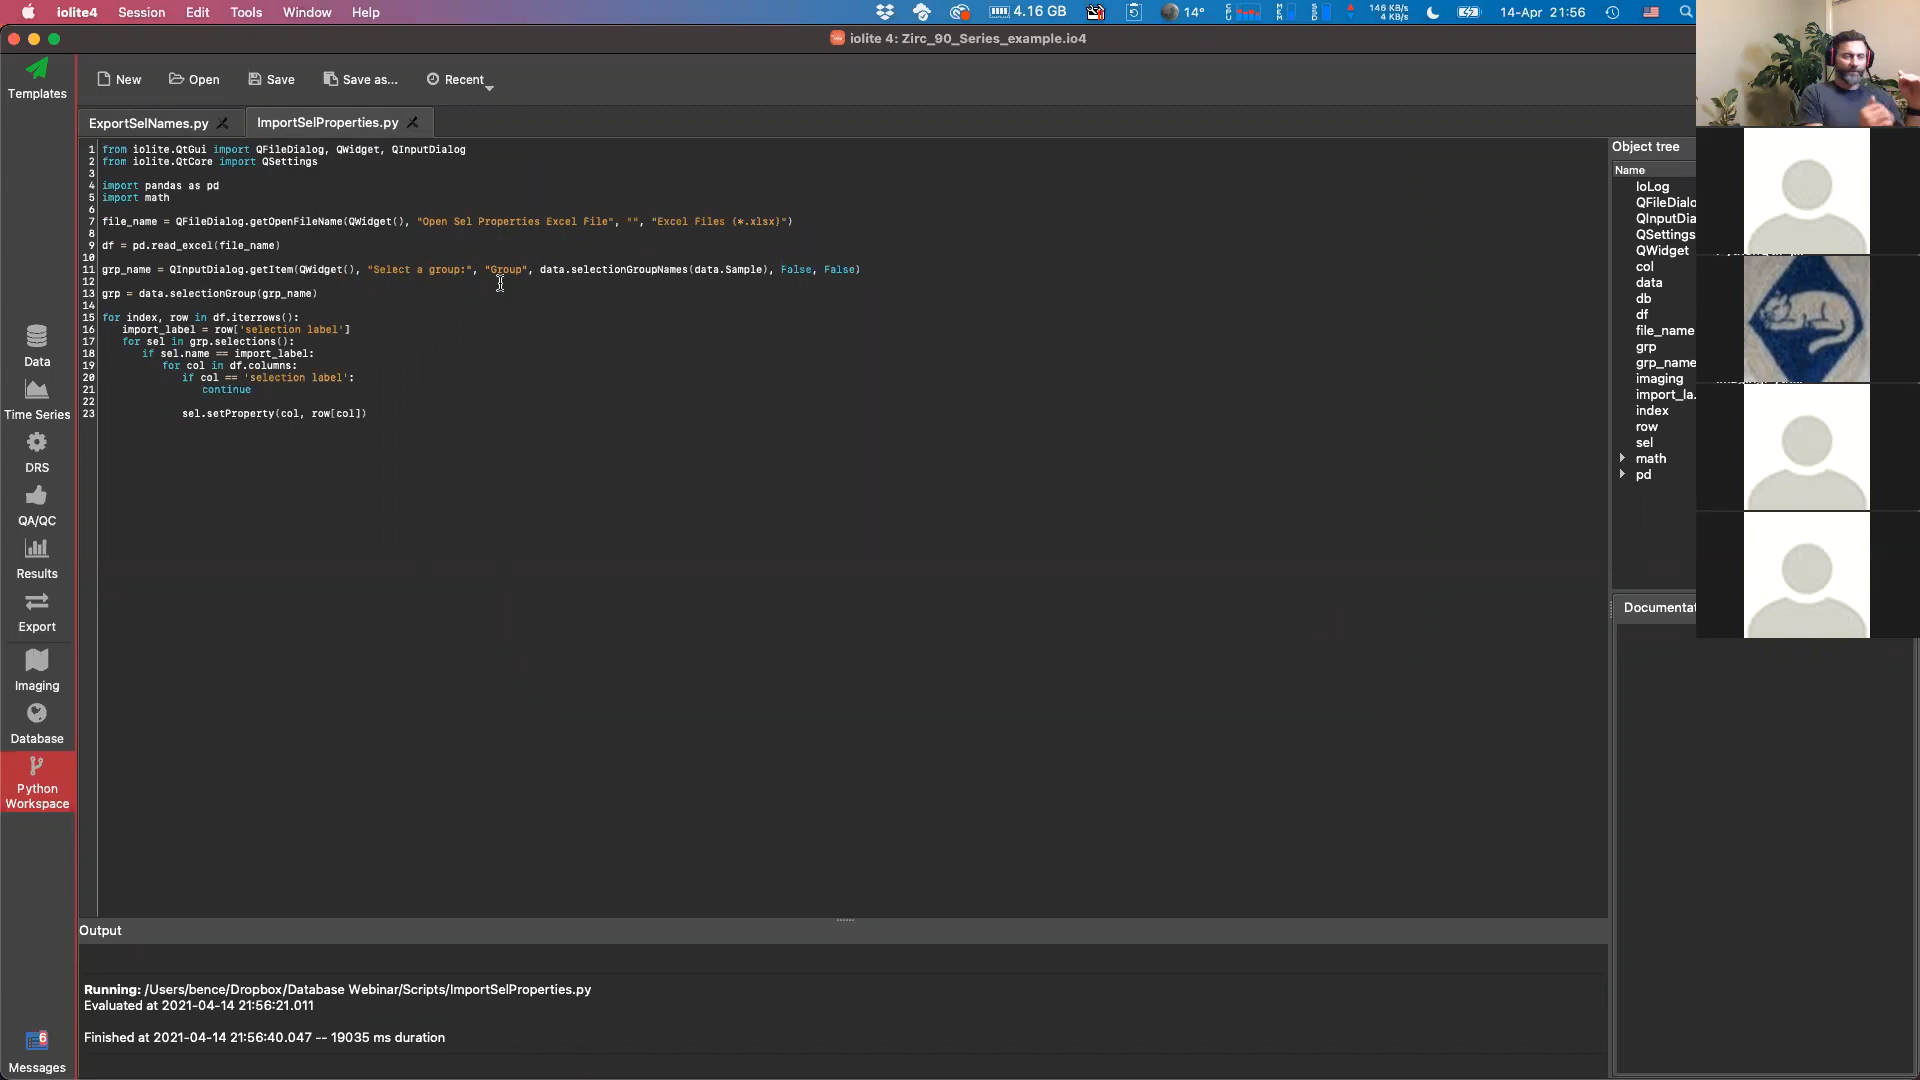 iolite4 Session Edit Tools Window Help 4.16 GB 14° CPU MEM SSD 146 KB/s 4 KB/s 14-Apr 21:56
iolite 4: Zirc_90_Series_example.io4
Templates
New Open Save Save as... Recent
ExportSelNames.py ImportSelProperties.py
1 from iolite.QtGui import QFileDialog, QWidget, QInputDialog
2 from iolite.QtCore import QSettings
3
4 import pandas as pd
5 import math
6
7 file_name = QFileDialog.getOpenFileName(QWidget(), "Open Sel Properties Excel File", "", "Excel Files (*.xlsx)")
8
9 df = pd.read_excel(file_name)
10
11 grp_name = QInputDialog.getItem(QWidget(), "Select a group:", "Group", data.selectionGroupNames(data.Sample), False, False)
12
13 grp = data.selectionGroup(grp_name)
14
15 for index, row in df.iterrows():
16 import_label = row['selection label']
17 for sel in grp.selections():
18 if sel.name == import_label:
19 for col in df.columns:
20 if col == 'selection label':
21 continue
22
23 sel.setProperty(col, row[col])
Data
Time Series
DRS
QA/QC
Results
Export
Imaging
Database
Python
Workspace
6
Messages
Object tree
Name
IoLog
QFileDialo
QInputDia
QSettings
QWidget
col
data
db
df
file_name
grp
grp_name
imaging
import_la.
index
row
sel
math
pd
Documentat
Output
Running: /Users/bence/Dropbox/Database Webinar/Scripts/ImportSelProperties.py
Evaluated at 2021-04-14 21:56:21.011
Finished at 2021-04-14 21:56:40.047 -- 19035 ms duration